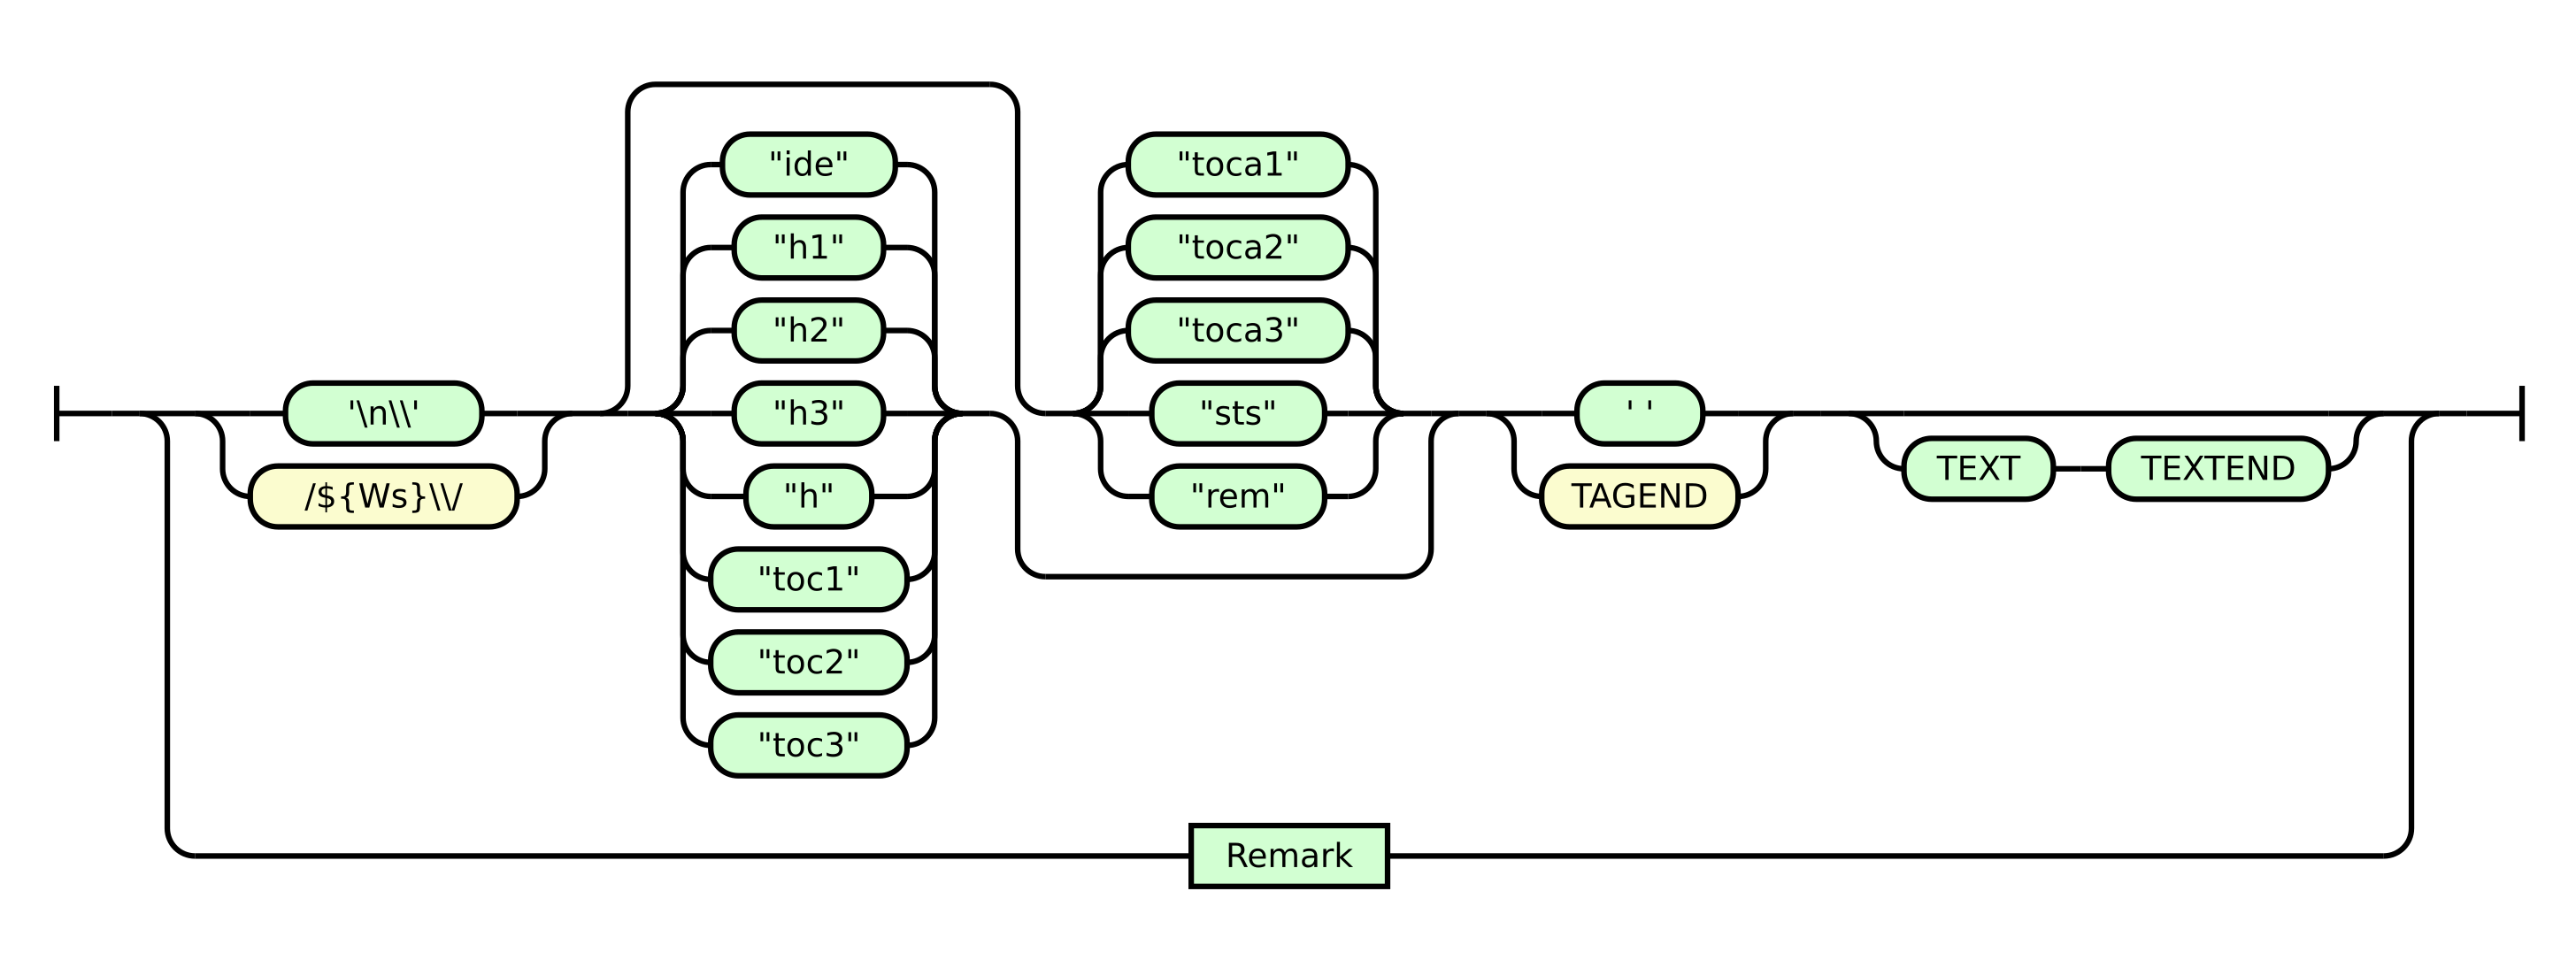 '\n\\'
/${Ws}\\/
"ide"
"h1"
"h2"
"h3"
"h"
"toc1"
"toc2"
"toc3"
"toca1"
"toca2"
"toca3"
"sts"
"rem"
' '
TAGEND
TEXT
TEXTEND
Remark